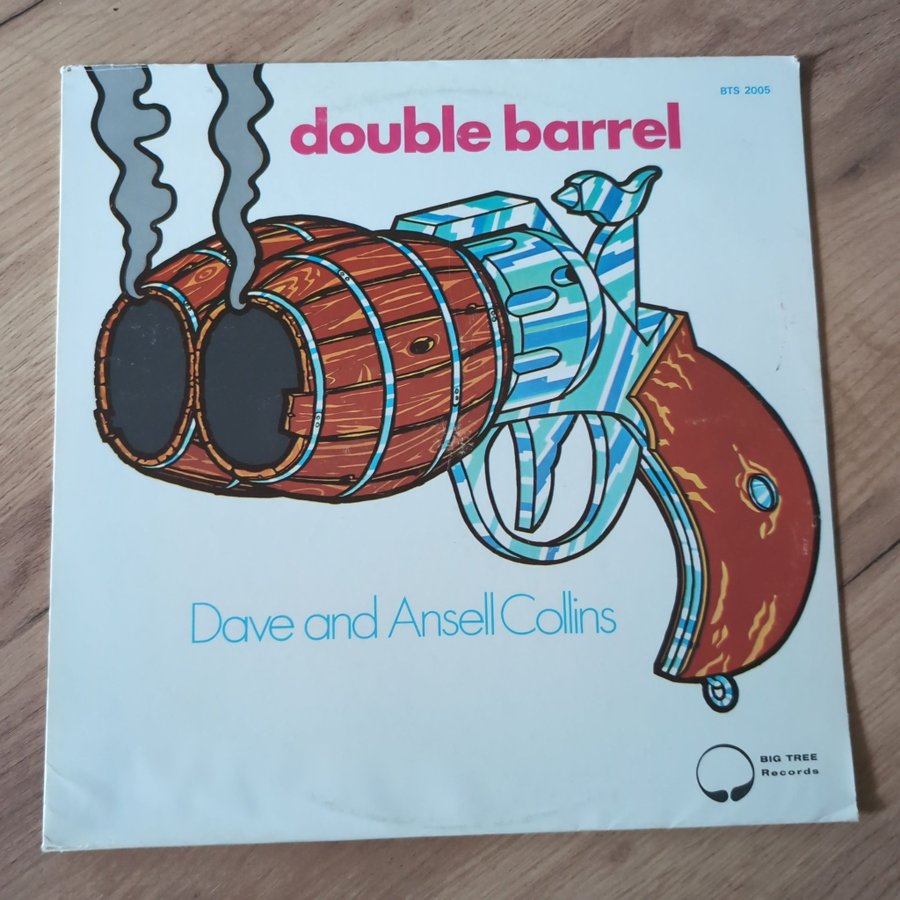 BTS 2005
double barrel
Dave and Ansell Collins
BIG TREE
Records